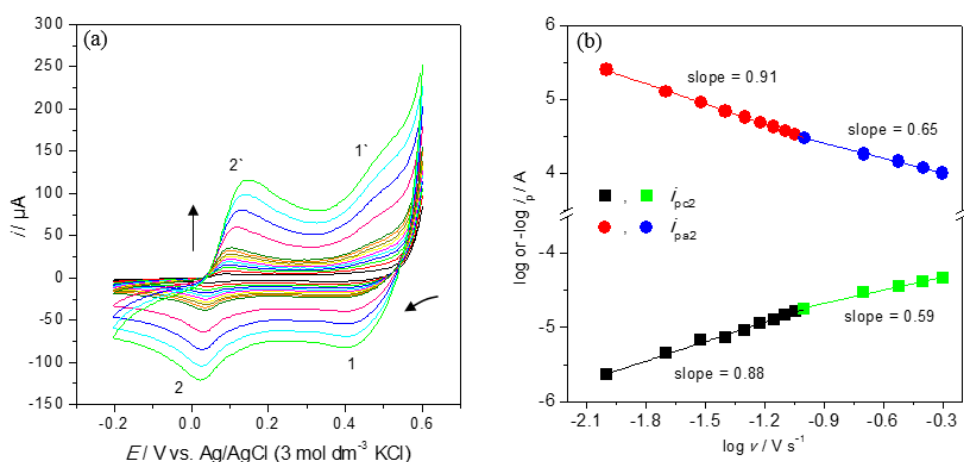 (a)
300
250
200
150
100
50
0
-50
-100
-150
-0.2 0.0 0.2 0.4 0.6
i / µA
E / V vs. Ag/AgCl (3 mol dm-3 KCl)
2`
1`
2
1
(b)
6
5
4
-4
-5
-6
-2.1 -1.8 -1.5 -1.2 -0.9 -0.6 -0.3
log or -log ip / A
log v / V s-1
slope = 0.91
slope = 0.65
, ipc2
, ipa2
slope = 0.59
slope = 0.88